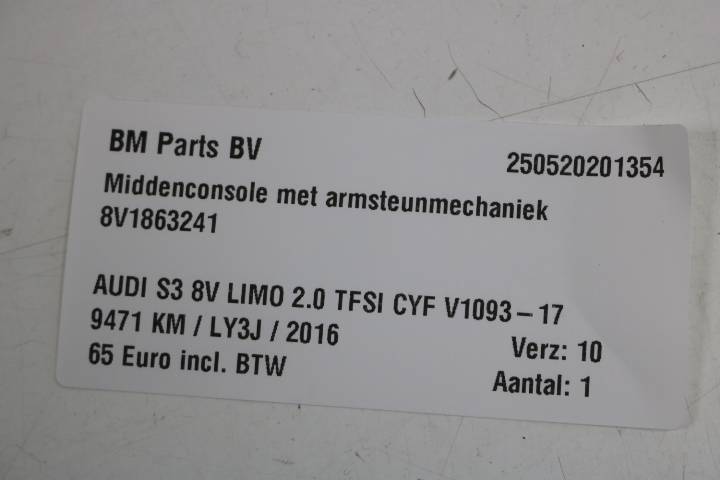 BM Parts BV
250520201354
Middenconsole met armsteunmechaniek
8V1863241
AUDI S3 8V LIMO 2.0 TFSI CYF V1093-17
9471 KM / LY3J / 2016
Verz: 10
65 Euro incl. BTW
Aantal: 1